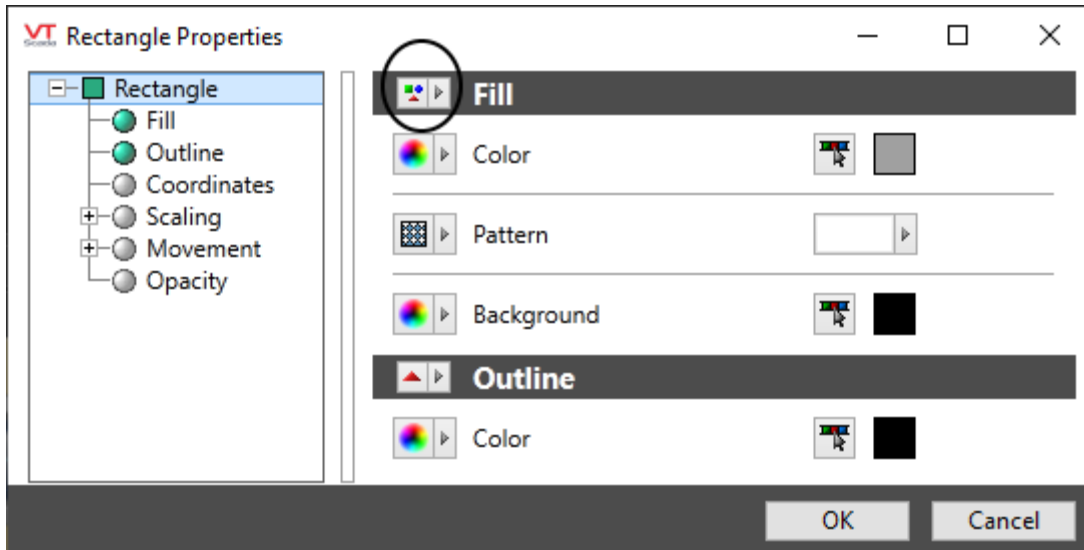 VT
Scada
Rectangle Properties
Rectangle
Fill
Outline
Coordinates
Scaling
Movement
Opacity
Fill
Color
Pattern
Background
Outline
Color
OK
Cancel